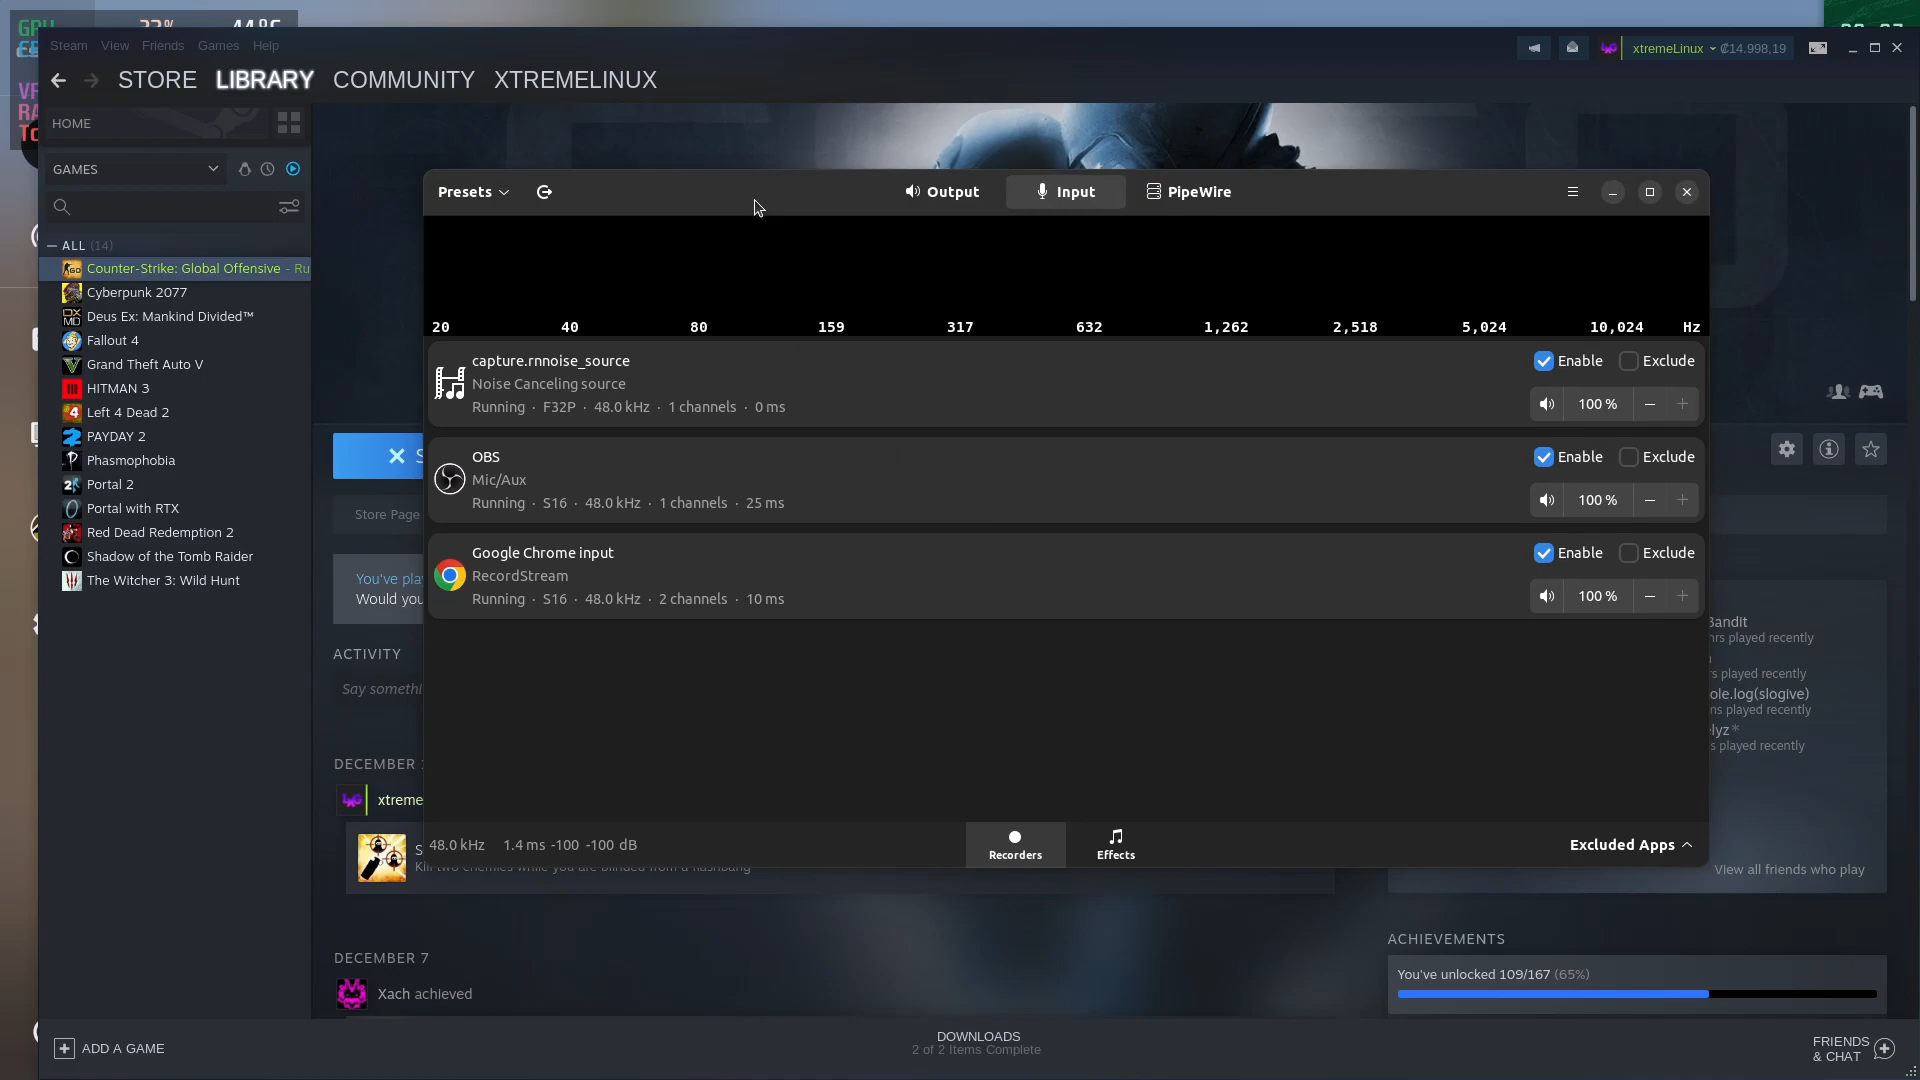 GPU 44°C
Steam View Friends Games Help
xtremeLinux ₡14.998,19
STORE LIBRARY COMMUNITY XTREMELINUX
HOME
GAMES
ALL (14)
Counter-Strike: Global Offensive - Ru
Cyberpunk 2077
Deus Ex: Mankind Divided™
Fallout 4
Grand Theft Auto V
HITMAN 3
Left 4 Dead 2
PAYDAY 2
Phasmophobia
Portal 2
Portal with RTX
Red Dead Redemption 2
Shadow of the Tomb Raider
The Witcher 3: Wild Hunt
ADD A GAME
Presets Output Input PipeWire
20 40 80 159 317 632 1,262 2,518 5,024 10,024 Hz
capture.rnnoise_source Enable Exclude
Noise Canceling source
Running · F32P · 48.0 kHz · 1 channels · 0 ms 100 %
OBS Enable Exclude
Mic/Aux
Running · S16 · 48.0 kHz · 1 channels · 25 ms 100 %
Google Chrome input Enable Exclude
RecordStream
Running · S16 · 48.0 kHz · 2 channels · 10 ms 100 %
48.0 kHz 1.4 ms -100 -100 dB
Recorders Effects
Excluded Apps
Store Page
You've pla
Would you
ACTIVITY
Say somethi
DECEMBER
xtreme
Kill two enemies while you are blinded from a flashbang
DECEMBER 7
Xach achieved
Bandit
hrs played recently
s played recently
ole.log(slogive)
ns played recently
elyz*
s played recently
View all friends who play
ACHIEVEMENTS
You've unlocked 109/167 (65%)
DOWNLOADS
2 of 2 Items Complete
FRIENDS
& CHAT